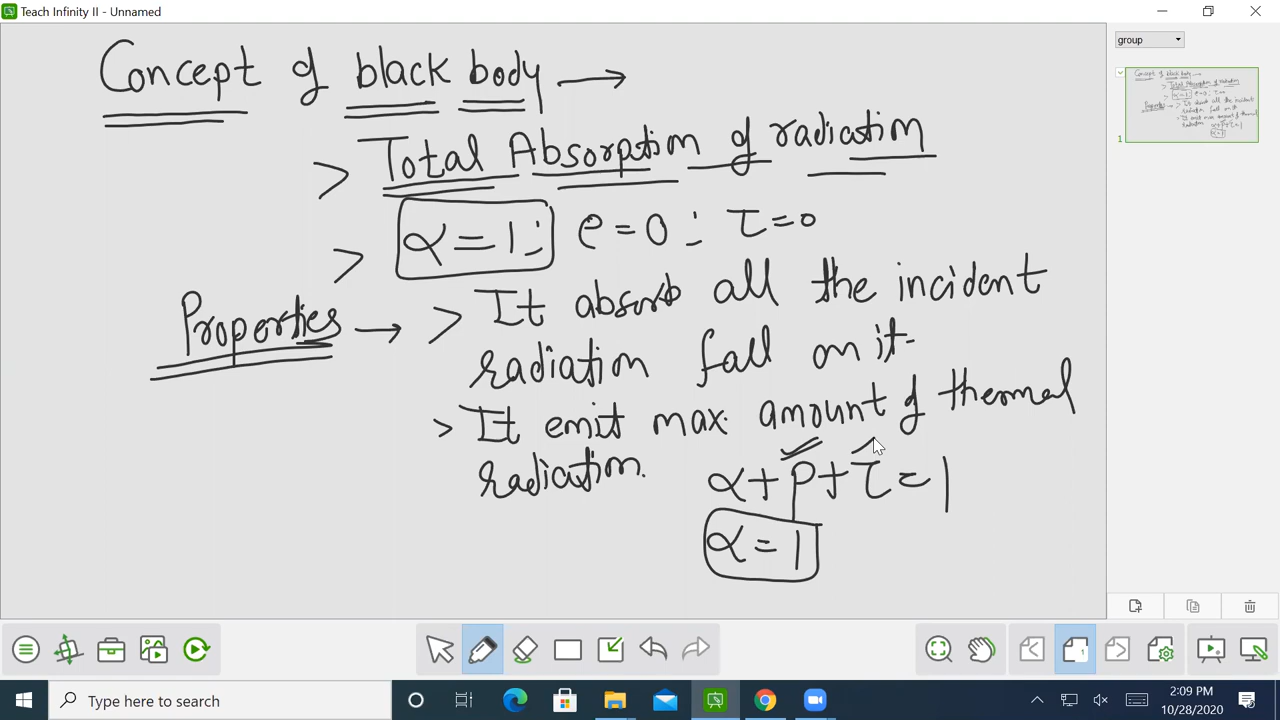 Teach Infinity II - Unnamed
group
Concept of black body →
> Total Absorption of radiation
> α = 1 ; ρ = 0 ; τ = 0
Properties → > It absorb all the incident
radiation fall on it-
> It emit max. amount of thermal
radiation.
α + ρ + τ = 1
α = 1
1
Type here to search
2:09 PM
10/28/2020